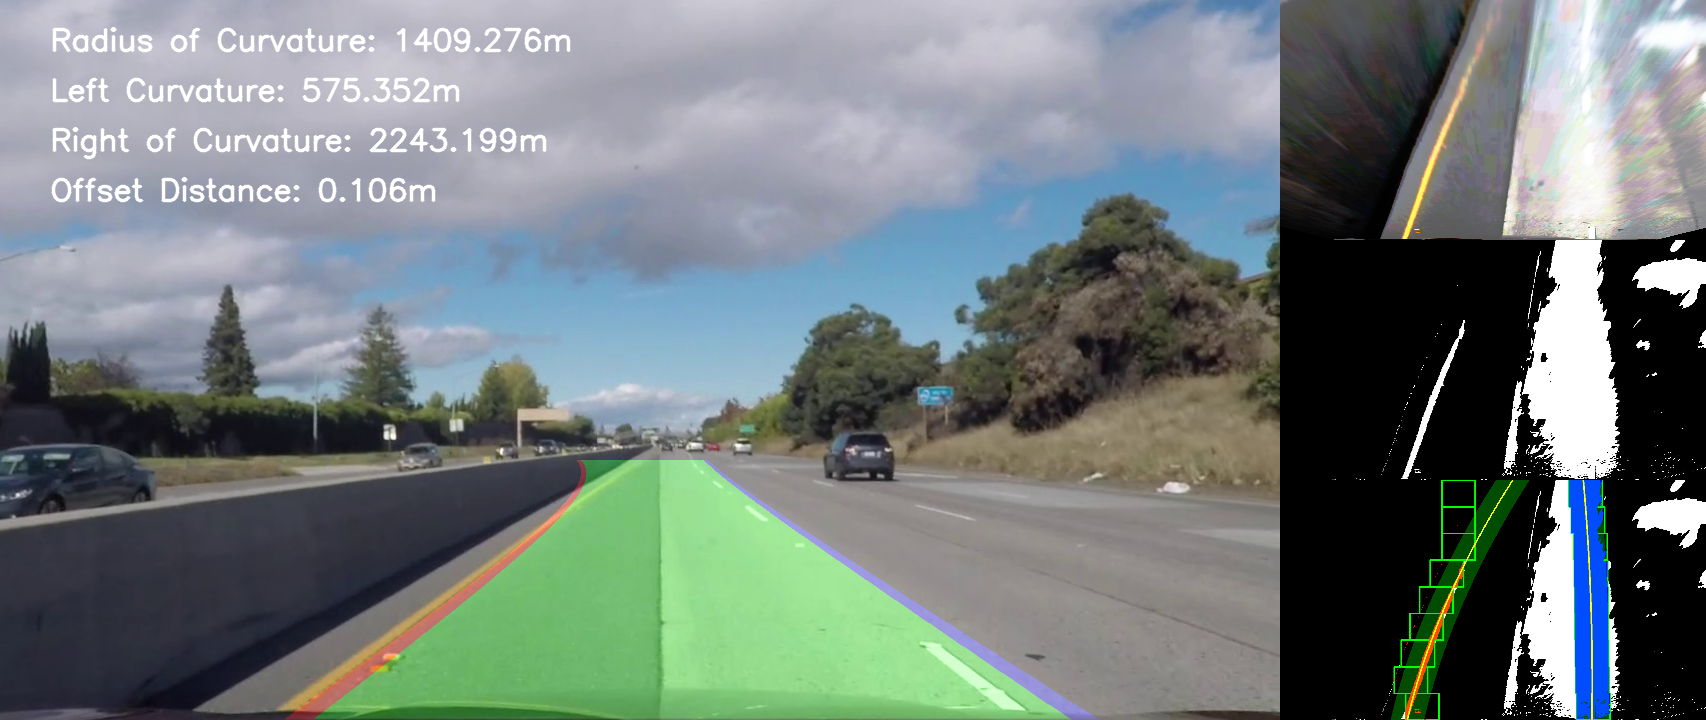 Radius of Curvature: 1409.276m
Left Curvature: 575.352m
Right of Curvature: 2243.199m
Offset Distance: 0.106m